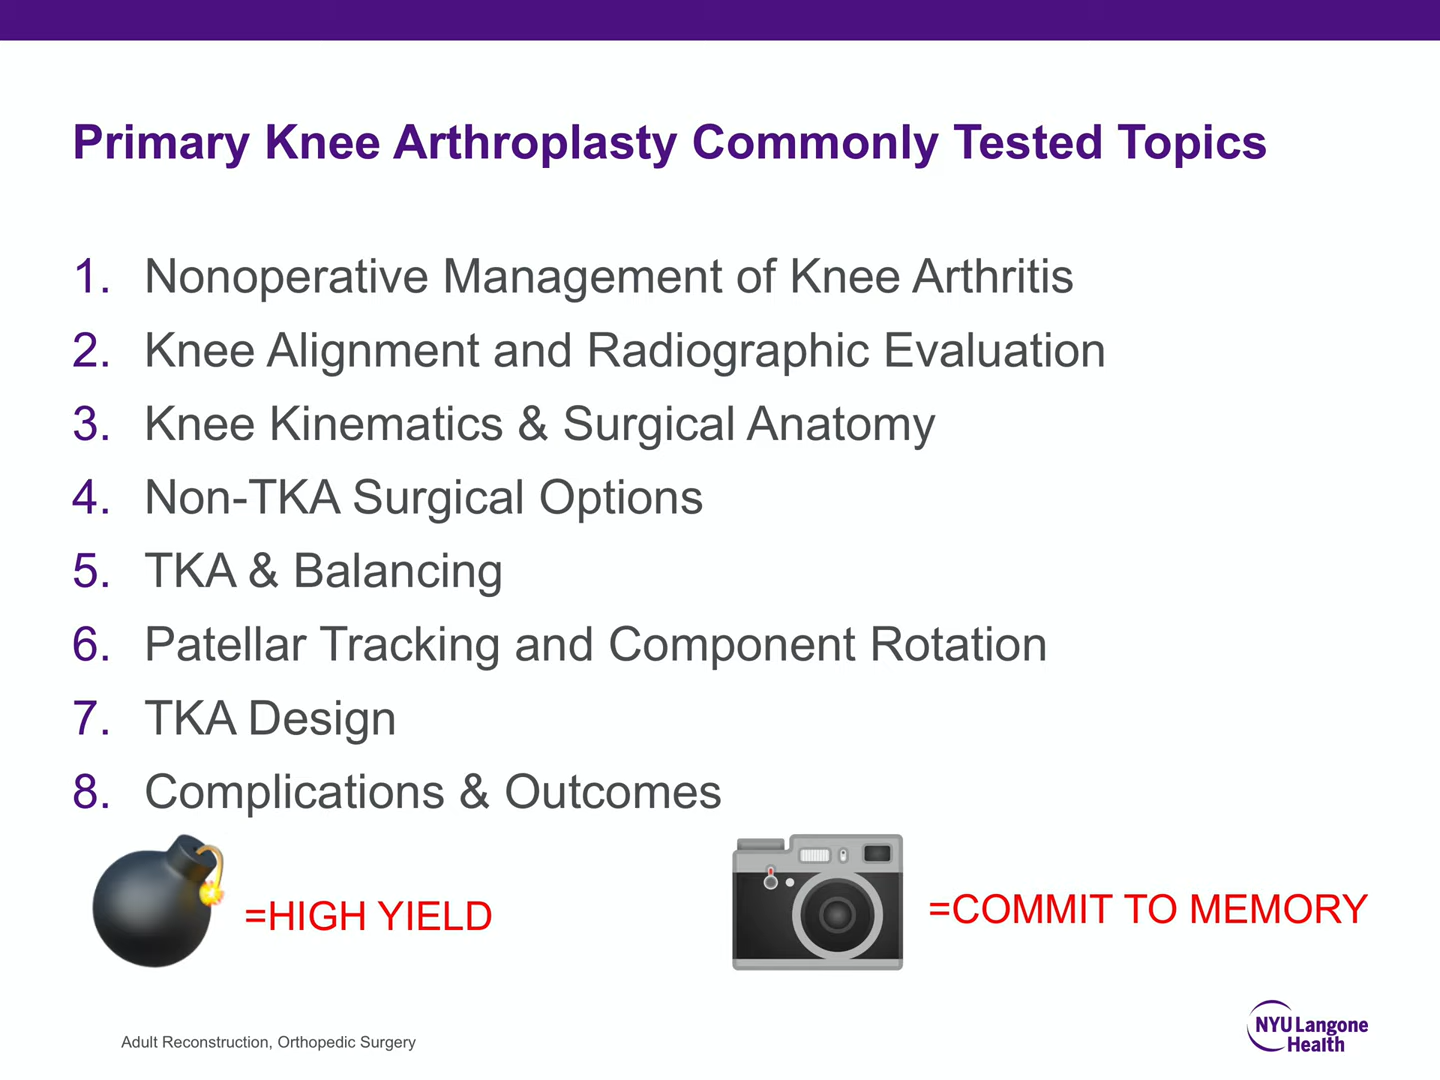 Primary Knee Arthroplasty Commonly Tested Topics
1. Nonoperative Management of Knee Arthritis
2. Knee Alignment and Radiographic Evaluation
3. Knee Kinematics & Surgical Anatomy
4. Non-TKA Surgical Options
5. TKA & Balancing
6. Patellar Tracking and Component Rotation
7. TKA Design
8. Complications & Outcomes
=HIGH YIELD
=COMMIT TO MEMORY
Adult Reconstruction, Orthopedic Surgery
NYU Langone
Health